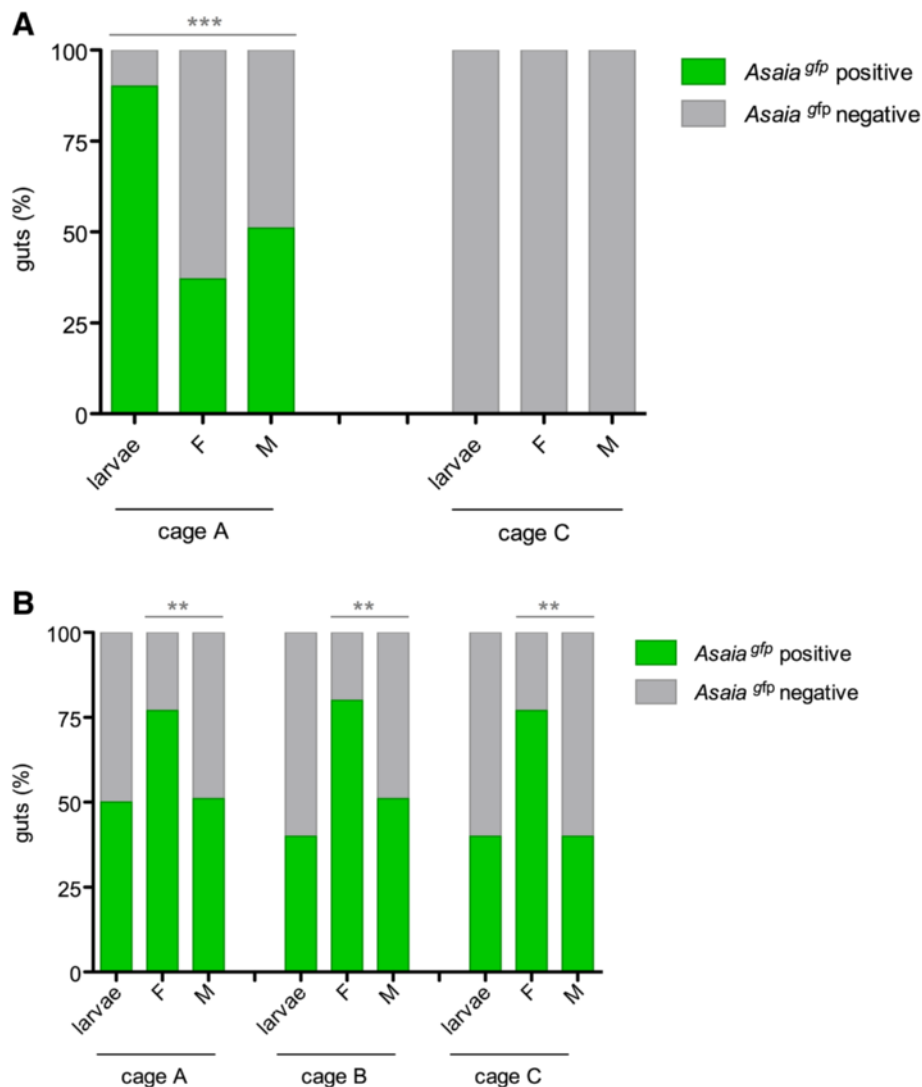 A
***
100
75
50
25
0
guts (%)
larvae
F
M
larvae
F
M
cage A
cage C
Asaia gfp positive
Asaia gfp negative
B
**
**
**
100
75
50
25
0
guts (%)
larvae
F
M
larvae
F
M
larvae
F
M
cage A
cage B
cage C
Asaia gfp positive
Asaia gfp negative